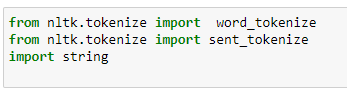 from nltk.tokenize import  word_tokenize
from nltk.tokenize import sent_tokenize
import string